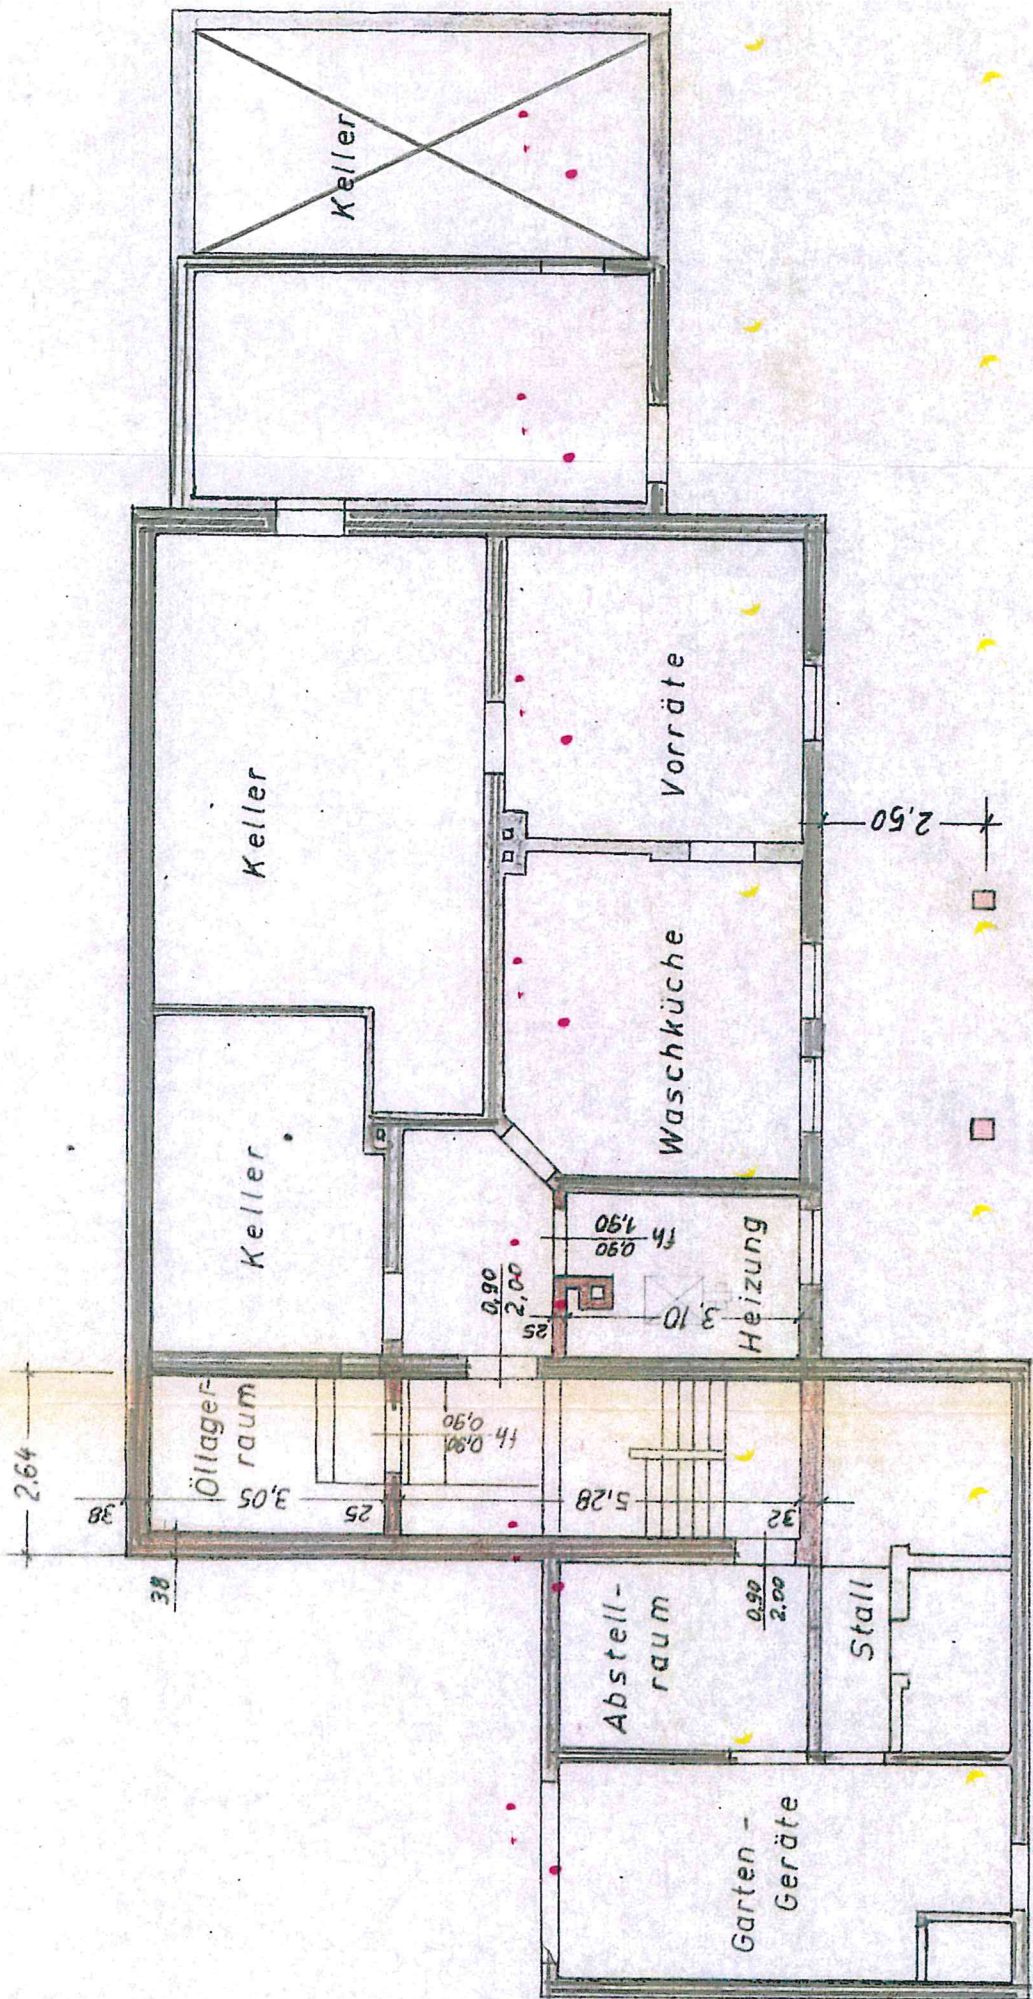 Keller
Keller
Vorräte
2,50
Keller
Waschküche
0,90
2,00
fh
0,90
1,90
25
3,10
Heizung
2.64
38
Öllager-
raum
3,05
25
fh
0,90
0,90
5,28
32
38
Abstell-
raum
0,90
2.00
Stall
Garten-
Geräte